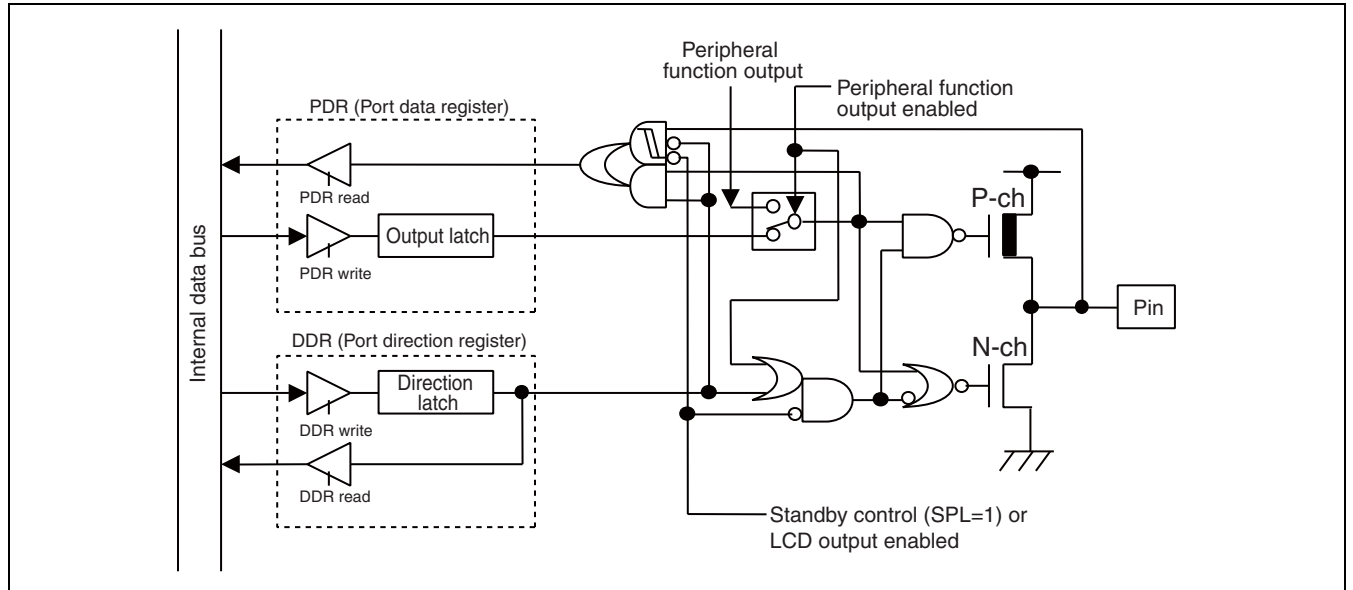 Peripheral
function output
Peripheral function
output enabled
PDR (Port data register)
PDR read
Output latch
PDR write
P-ch
Pin
N-ch
Internal data bus
DDR (Port direction register)
Direction
latch
DDR write
DDR read
Standby control (SPL=1) or
LCD output enabled